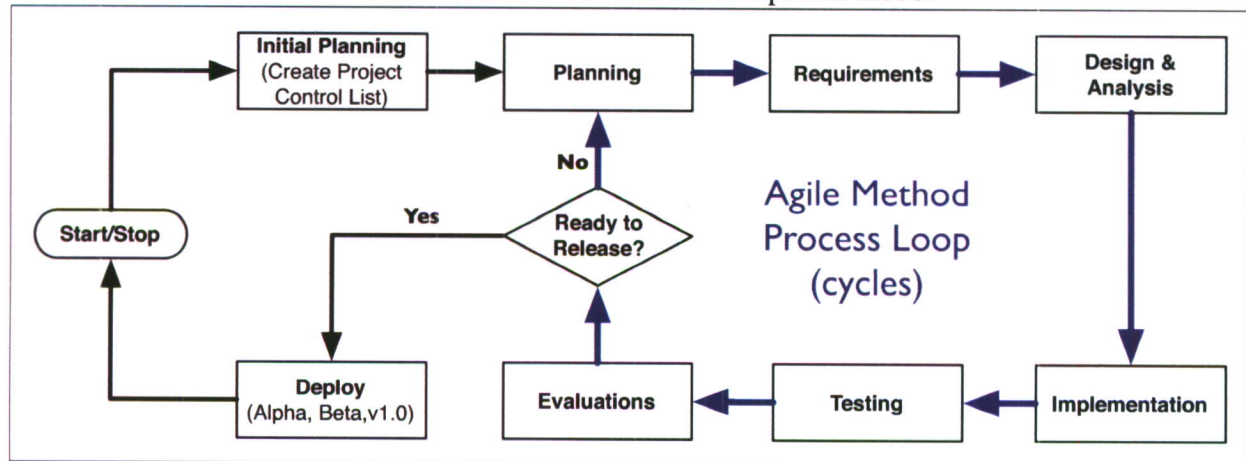 Initial Planning
(Create Project
Control List)
Planning
Requirements
Design &
Analysis
No
Yes
Start/Stop
Ready to
Release?
Agile Method
Process Loop
(cycles)
Deploy
(Alpha, Beta,v1.0)
Evaluations
Testing
Implementation